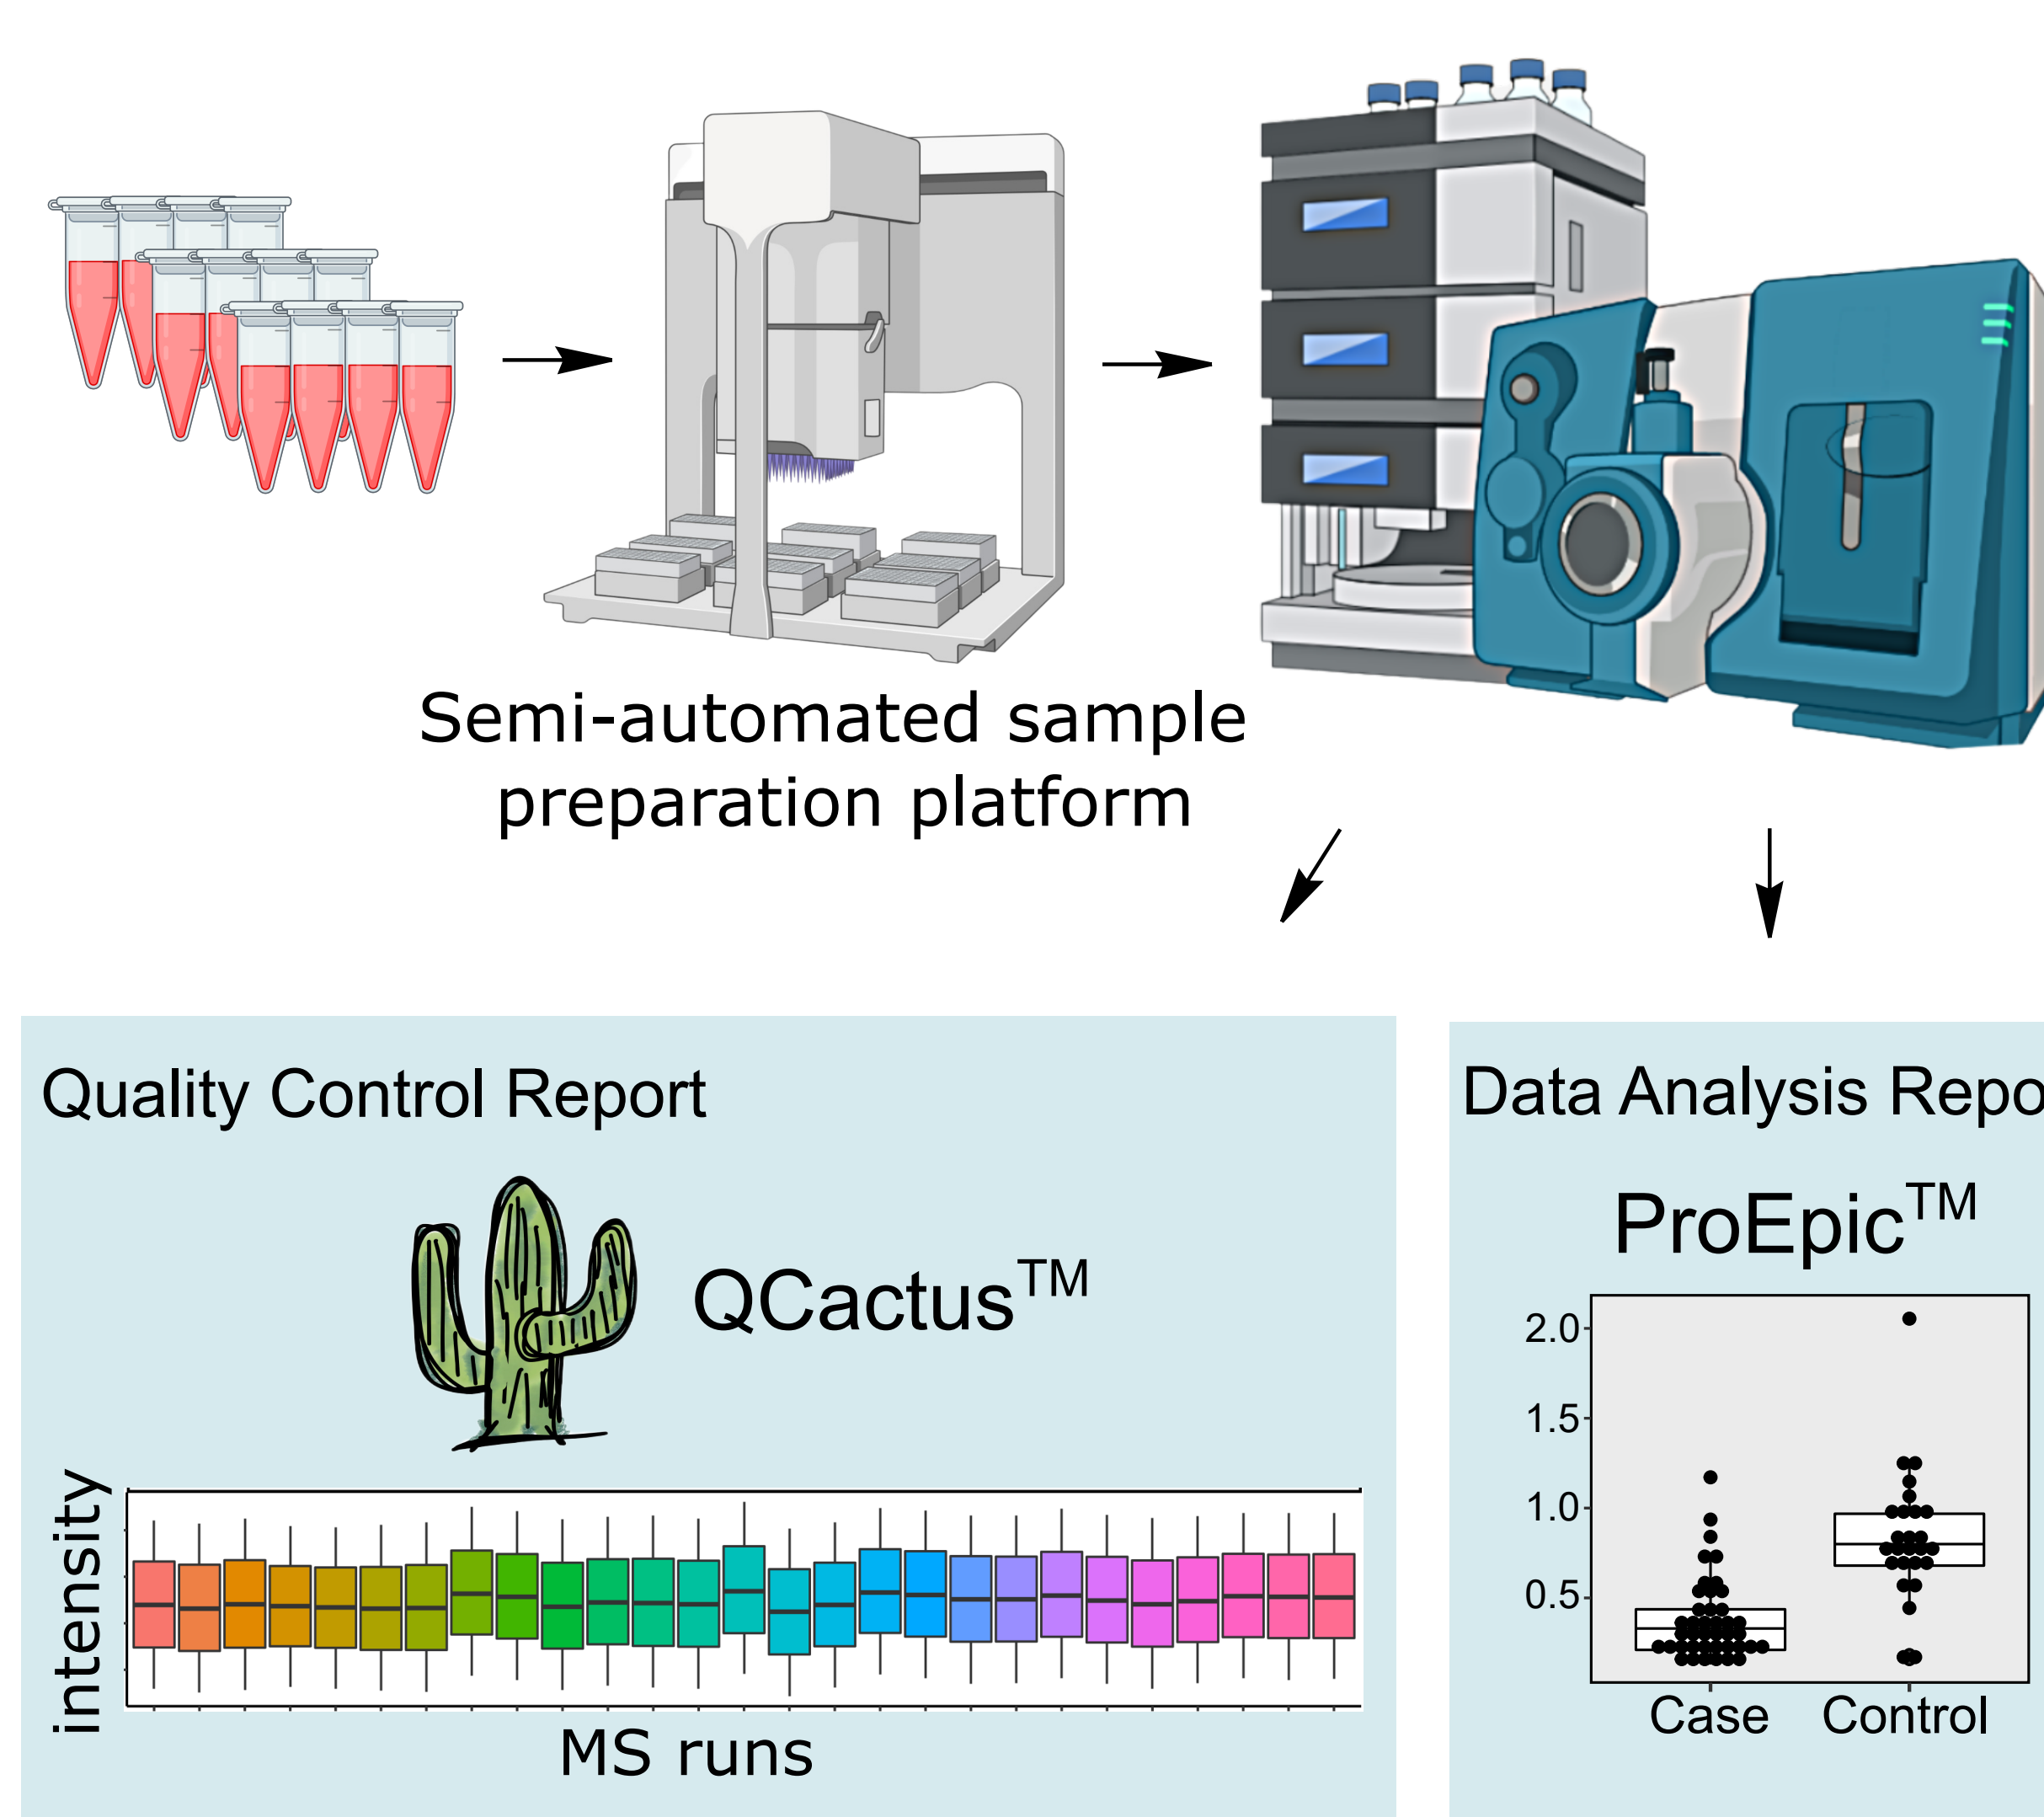 Semi-automated sample
preparation platform
Quality Control Report
QCactus™
intensity
MS runs
Data Analysis Repo
ProEpic™
2.0
1.5
1.0
0.5
Case
Control